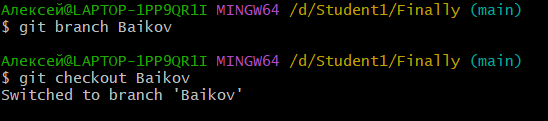 Алексей@LAPTOP-1PP9QR1I MINGW64 /d/Student1/Finally (main)
$ git branch Baikov
Алексей@LAPTOP-1PP9QR1I MINGW64 /d/Student1/Finally (main)
$ git checkout Baikov
Switched to branch 'Baikov'